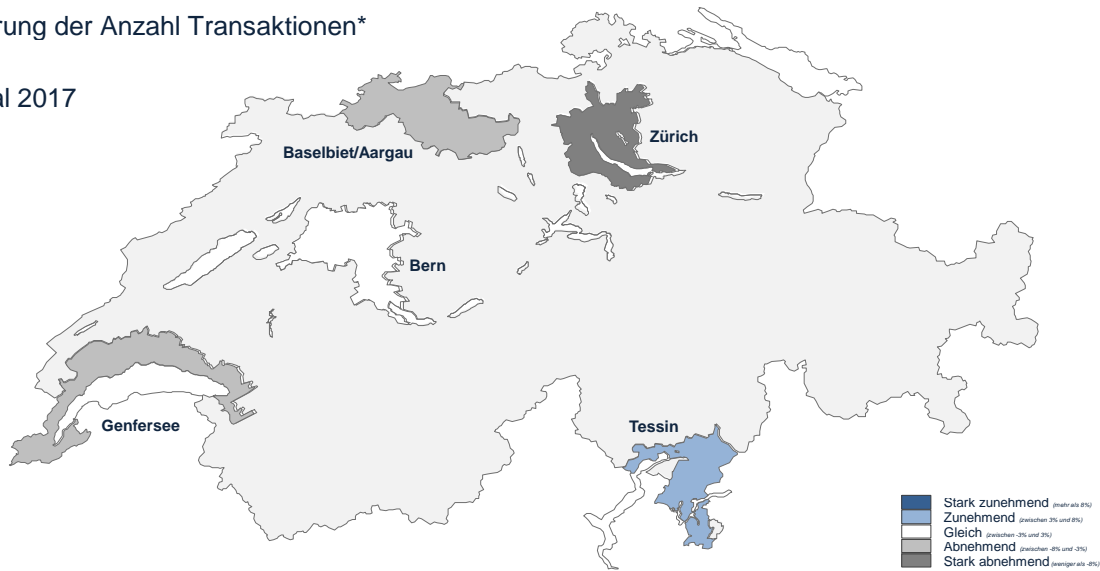 rung der Anzahl Transaktionen*
al 2017
Baselbiet/Aargau
Zürich
Bern
Genfersee
Tessin
Stark zunehmend (mehr als 8%)
Zunehmend (zwischen 3% und 8%)
Gleich (zwischen -3% und 3%)
Abnehmend (zwischen -8% und -3%)
Stark abnehmend (weniger als -8%)